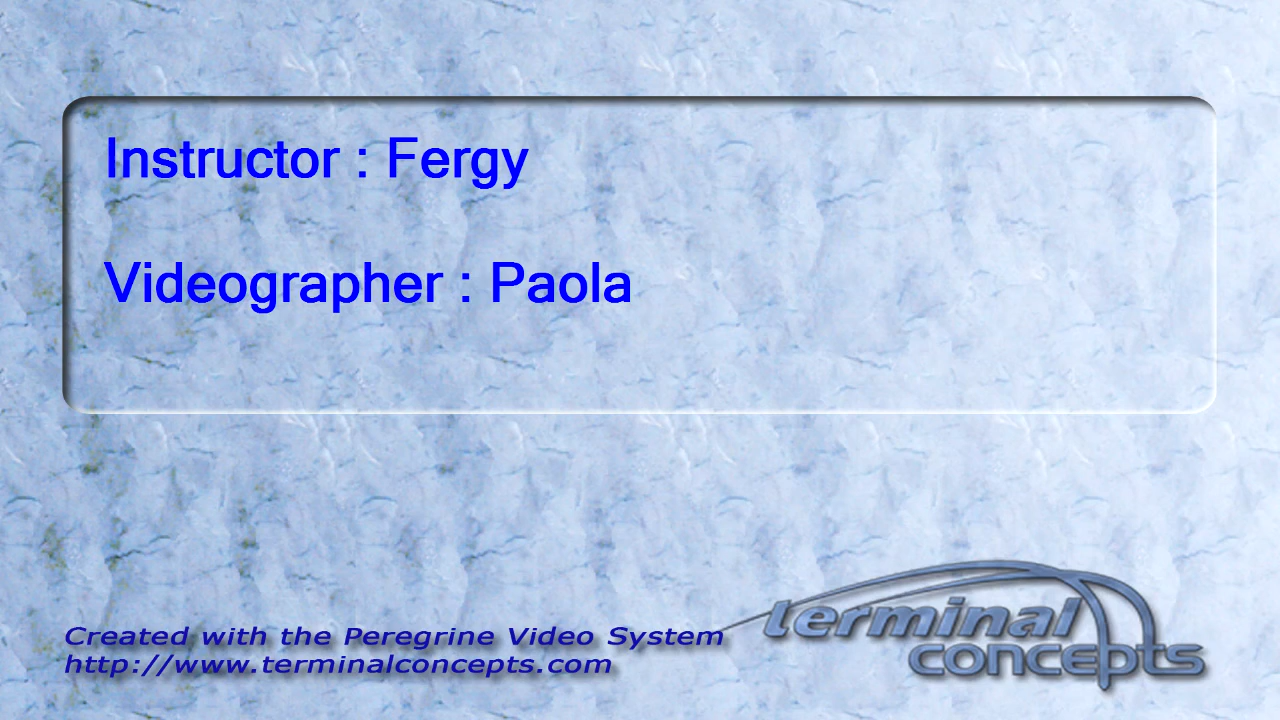 Instructor : Fergy
Videographer : Paola
Created with the Peregrine Video System
http://www.terminalconcepts.com
terminal
concepts